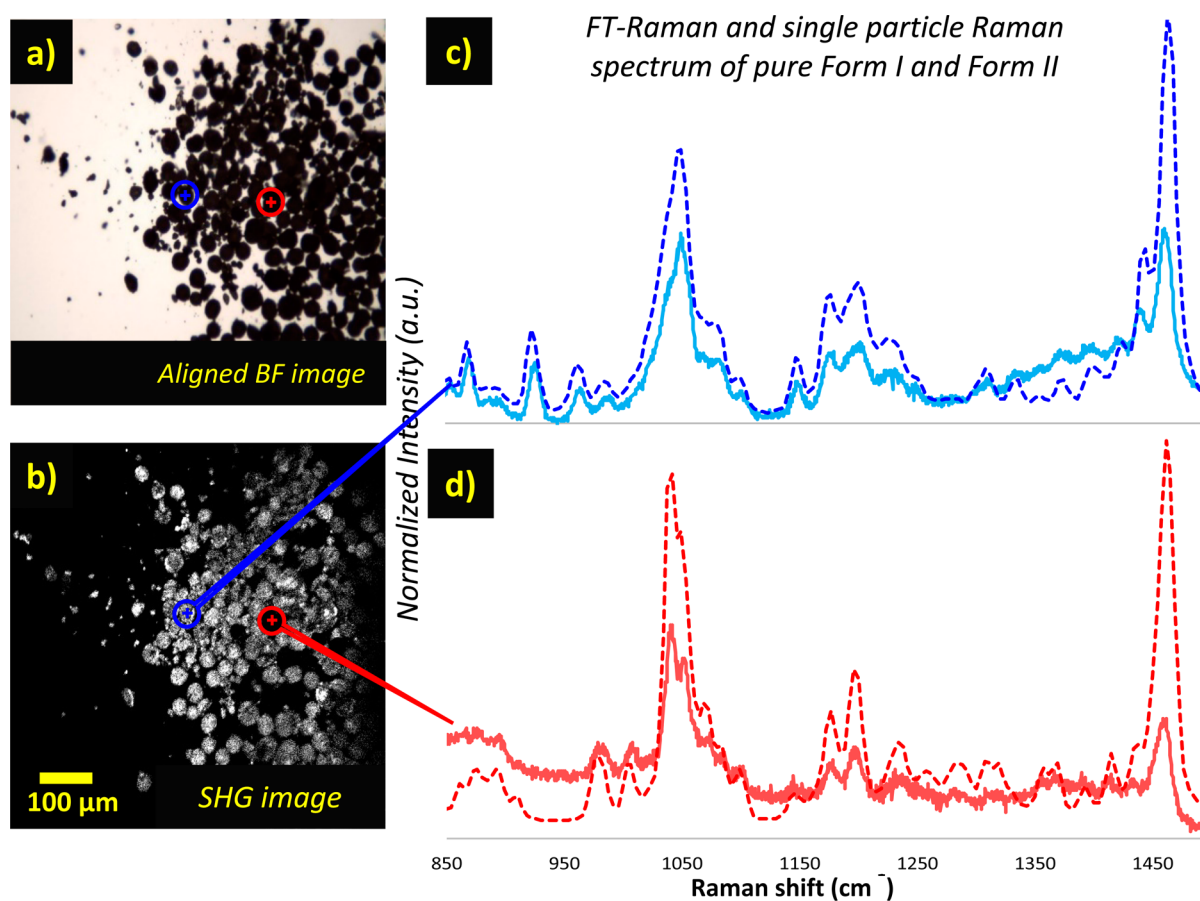 a)
Aligned BF image
b)
100 µm
SHG image
c)
FT-Raman and single particle Raman
spectrum of pure Form I and Form II
d)
Normalized Intensity (a.u.)
850 950 1050 1150 1250 1350 1450
Raman shift (cm⁻)